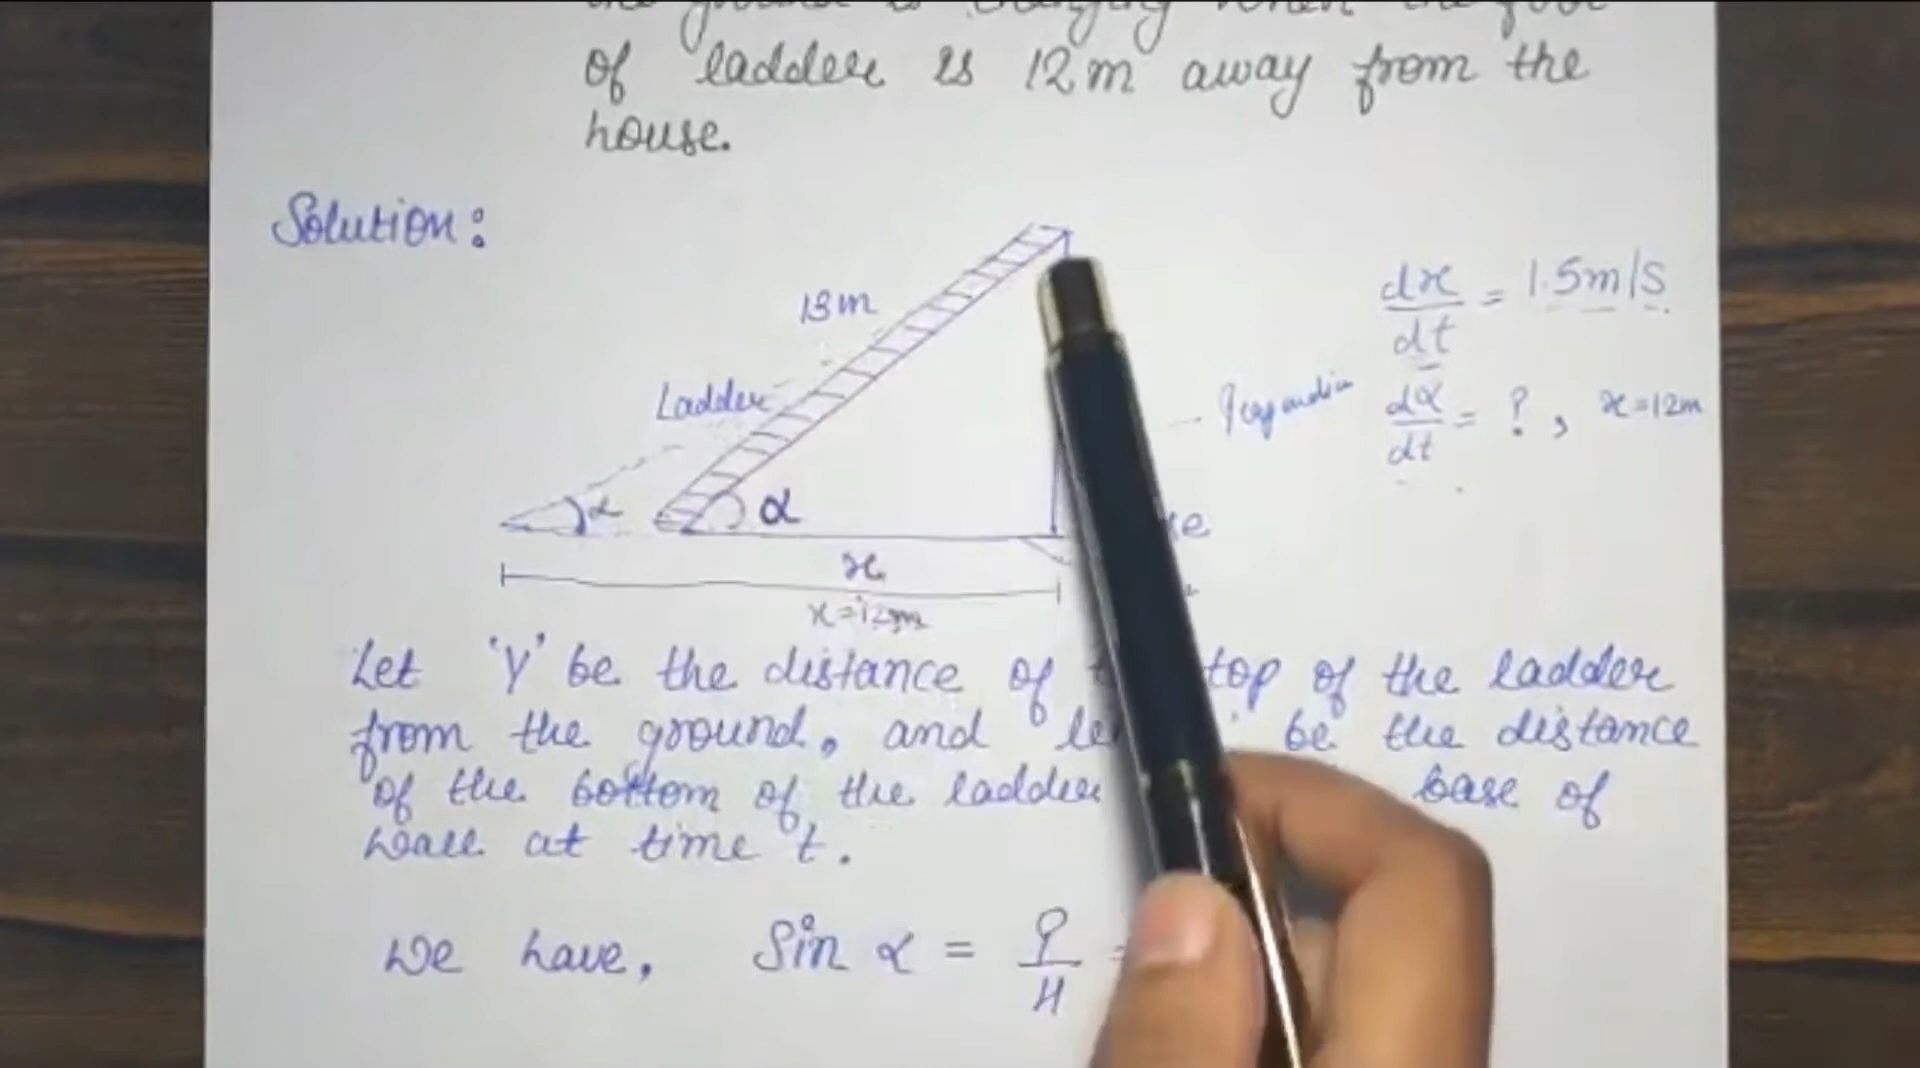 of ladder is 12m away from the
house.
Solution:
13m
Ladder
α
α
x
x=12m
dx/dt = 1.5m/s
dα/dt = ?, x=12m
Let 'Y' be the distance of top of the ladder
from the ground, and be the distance
of the bottom of the ladder base of
wall at time t.
We have, Sin α = P/H =